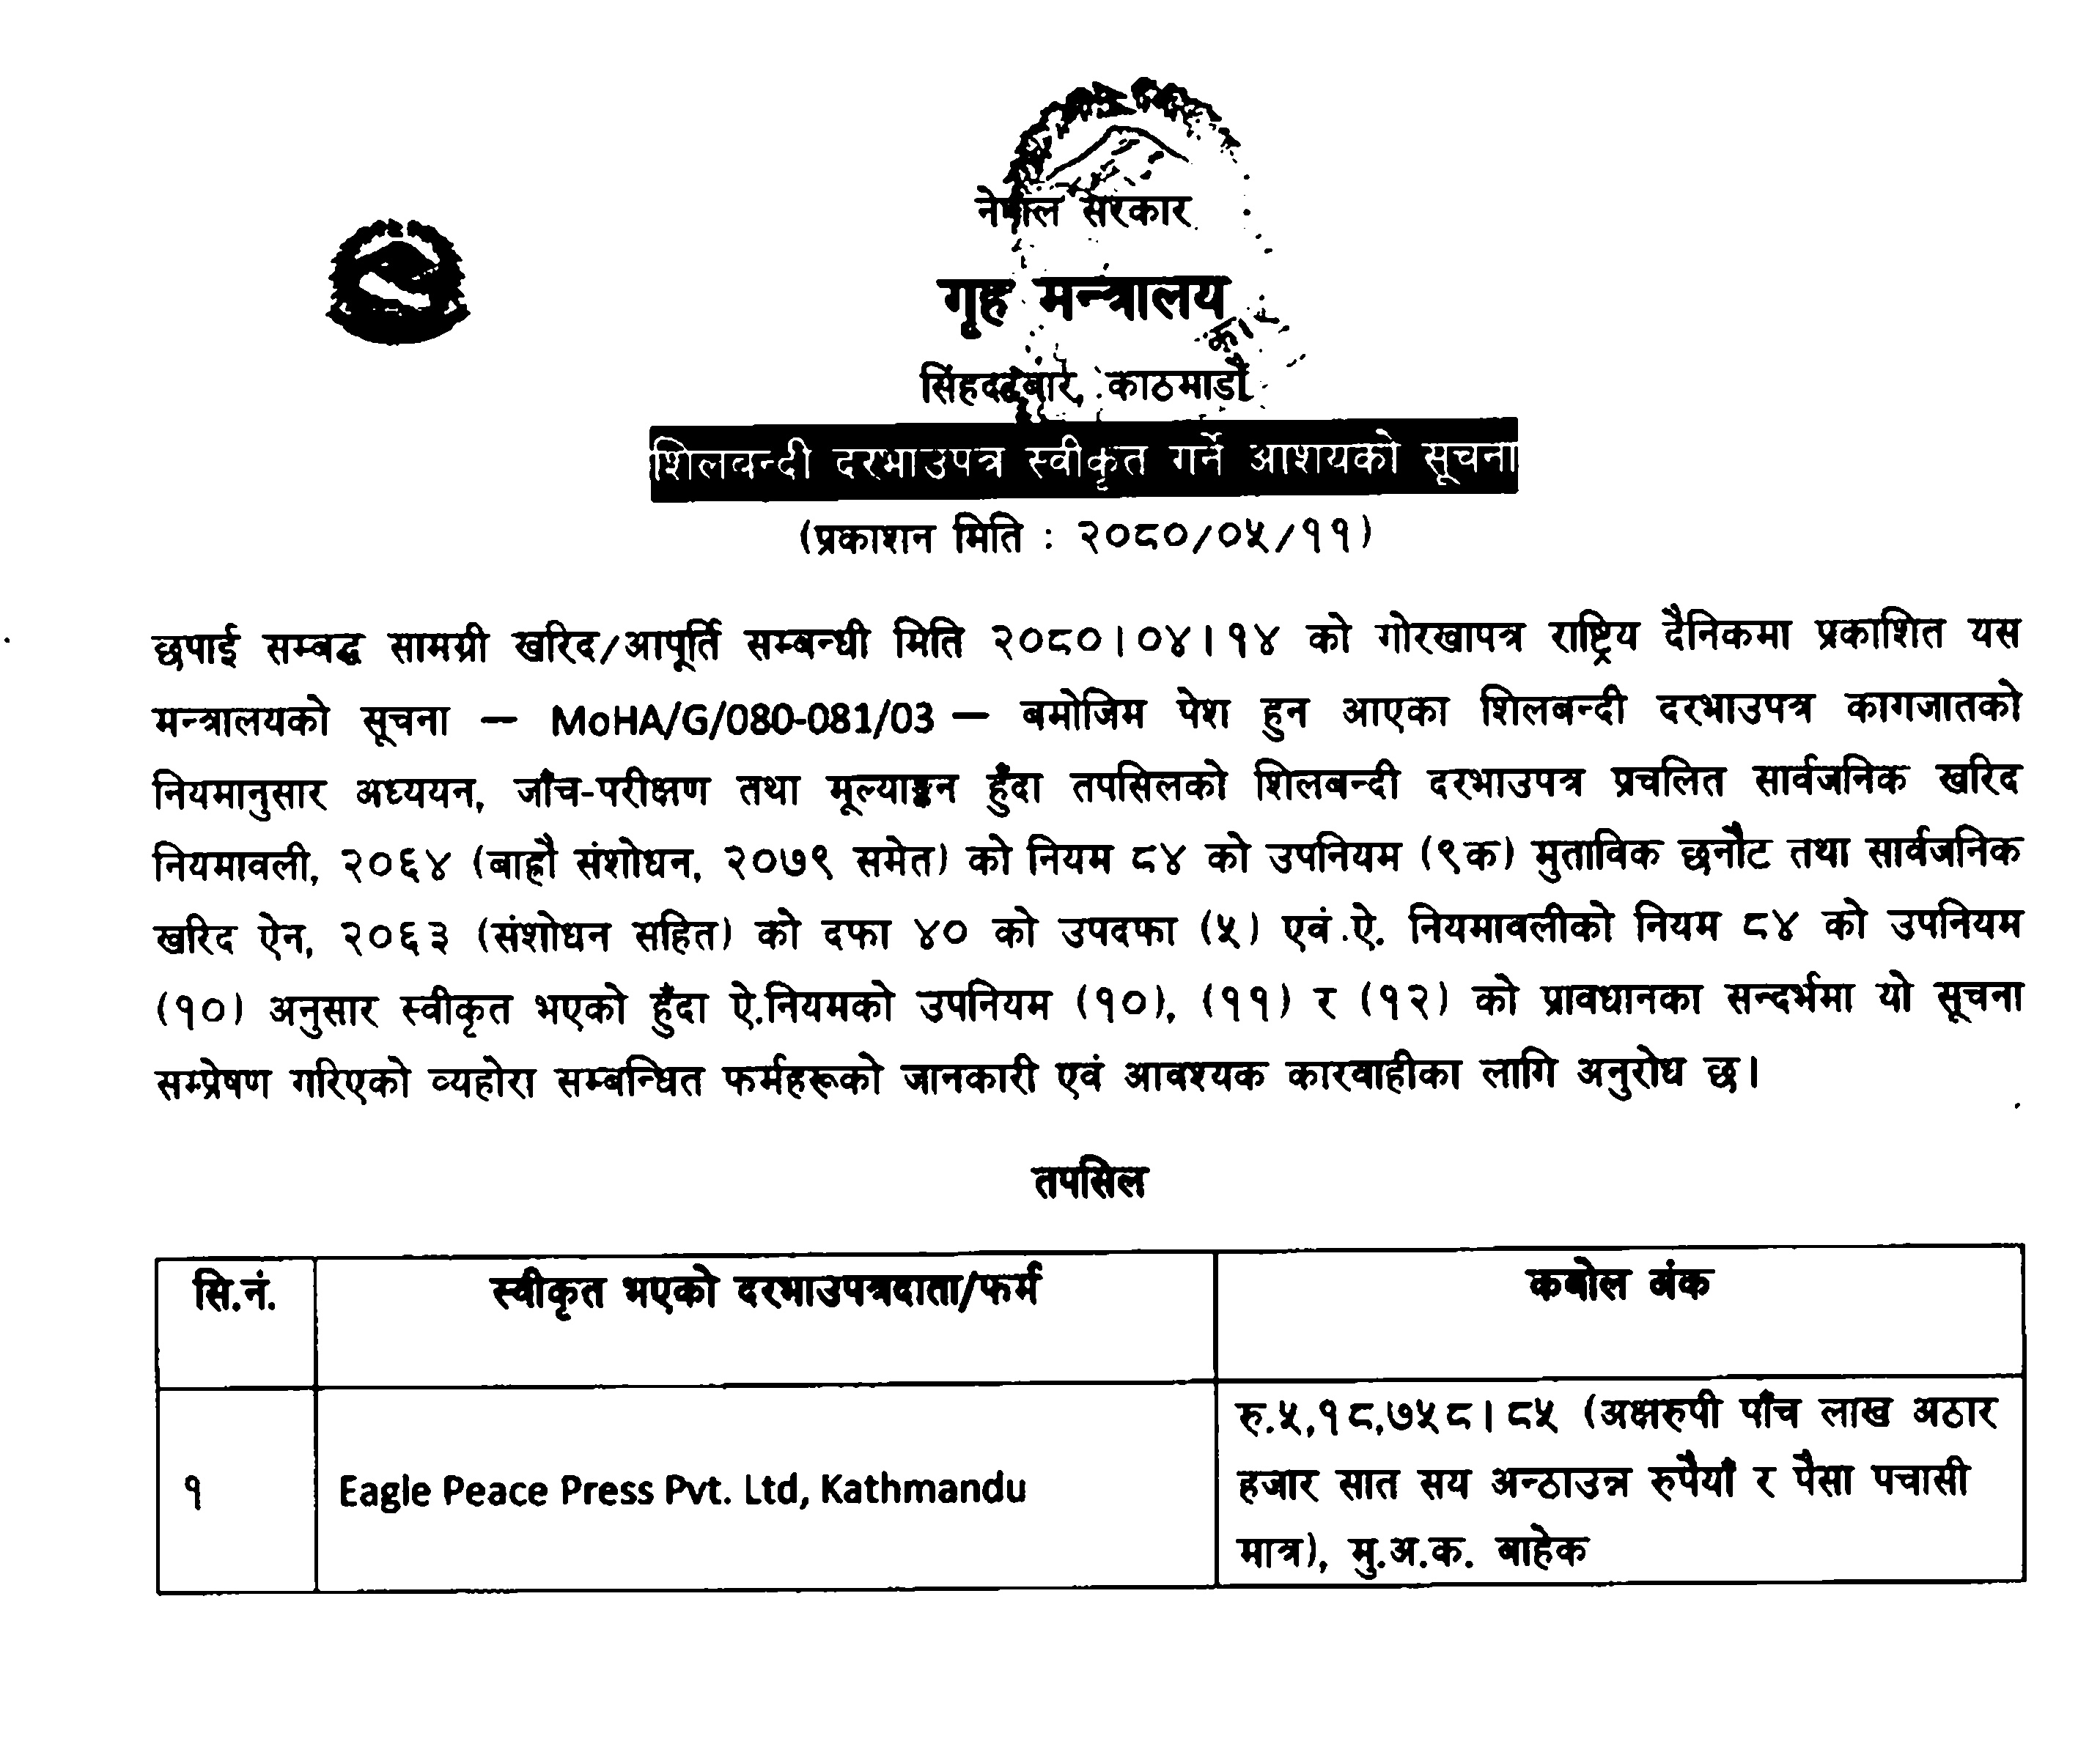 नेपाल सरकार
गृह मन्त्रालय
सिंहदरबार, काठमाडौं
शिलबन्दी दरभाउपत्र स्वीकृत गर्ने आशयको सूचना
(प्रकाशन मिति : २०८०/०५/११)
छपाई सम्बद्ध सामग्री खरिद/आपूर्ति सम्बन्धी मिति २०८०।०४।१४ को गोरखापत्र राष्ट्रिय दैनिकमा प्रकाशित यस
मन्त्रालयको सूचना – MoHA/G/080-081/03 – बमोजिम पेश हुन आएका शिलबन्दी दरभाउपत्र कागजातको
नियमानुसार अध्ययन, जाँच-परीक्षण तथा मूल्याङ्कन हुँदा तपसिलको शिलबन्दी दरभाउपत्र प्रचलित सार्वजनिक खरिद
नियमावली, २०६४ (बाह्रौ संशोधन, २०७९ समेत) को नियम ८४ को उपनियम (९क) मुताविक छनौट तथा सार्वजनिक
खरिद ऐन, २०६३ (संशोधन सहित) को दफा ४० को उपदफा (५) एवं ऐ. नियमावलीको नियम ८४ को उपनियम
(१०) अनुसार स्वीकृत भएको हुँदा ऐ.नियमको उपनियम (१०), (११) र (१२) को प्रावधानका सन्दर्भमा यो सूचना
सम्प्रेषण गरिएको व्यहोरा सम्बन्धित फर्महरूको जानकारी एवं आवश्यक कारवाहीका लागि अनुरोध छ।
तपसिल
सि.नं. स्वीकृत भएको दरभाउपत्रदाता/फर्म कबोल अंक
१ Eagle Peace Press Pvt. Ltd, Kathmandu
रु.५,१८,७५८।८५ (अक्षरुपी पाँच लाख अठार
हजार सात सय अन्ठाउन्न रुपैयाँ र पैसा पचासी
मात्र), मु.अ.क. बाहेक